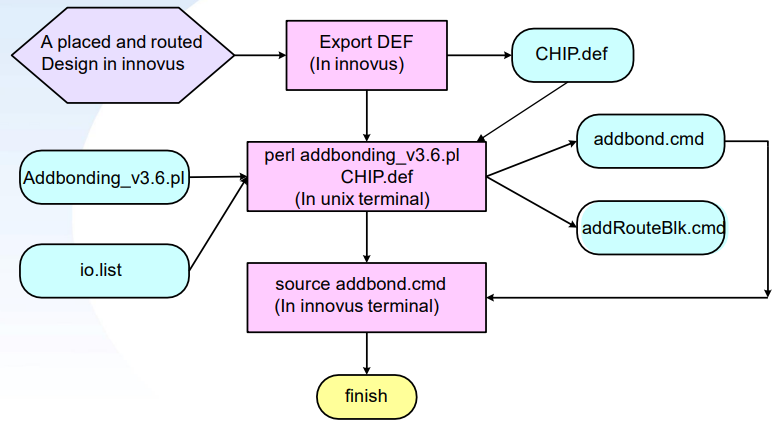 A placed and routed
Design in innovus
Export DEF
(In innovus)
CHIP.def
Addbonding_v3.6.pl
perl addbonding_v3.6.pl
CHIP.def
(In unix terminal)
addbond.cmd
addRouteBlk.cmd
io.list
source addbond.cmd
(In innovus terminal)
finish